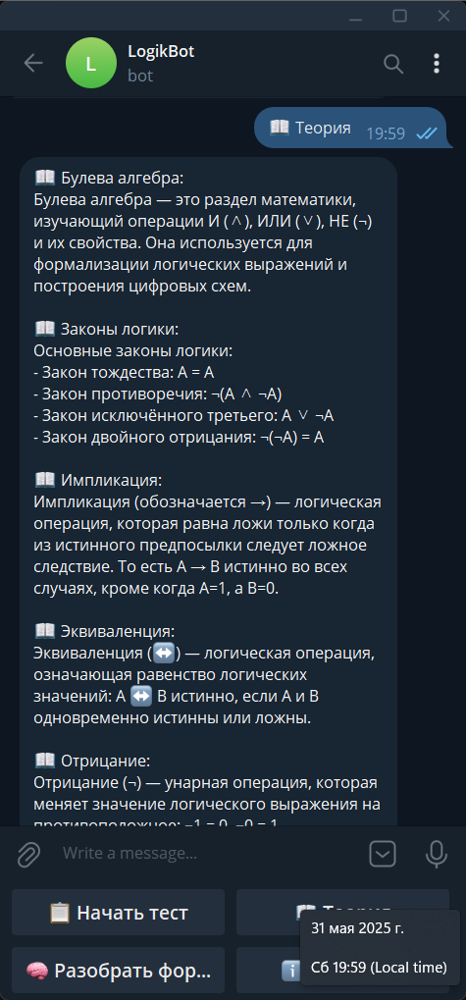 L
LogikBot
bot
📖 Теория 19:59
📖 Булева алгебра:
Булева алгебра — это раздел математики,
изучающий операции И (∧), ИЛИ (∨), НЕ (¬)
и их свойства. Она используется для
формализации логических выражений и
построения цифровых схем.
📖 Законы логики:
Основные законы логики:
- Закон тождества: A = A
- Закон противоречия: ¬(A ∧ ¬A)
- Закон исключённого третьего: A ∨ ¬A
- Закон двойного отрицания: ¬(¬A) = A
📖 Импликация:
Импликация (обозначается →) — логическая
операция, которая равна ложи только когда
из истинного предпосылки следует ложное
следствие. То есть A → B истинно во всех
случаях, кроме когда A=1, а B=0.
📖 Эквиваленция:
Эквиваленция (↔️) — логическая операция,
означающая равенство логических
значений: A ↔️ B истинно, если A и B
одновременно истинны или ложны.
📖 Отрицание:
Отрицание (¬) — унарная операция, которая
меняет значение логического выражения на
противоположное: ¬1 = 0, ¬0 = 1
Write a message...
📋 Начать тест
📖 Теория
🧠 Разобрать фор...
31 мая 2025 г.
Сб 19:59 (Local time)